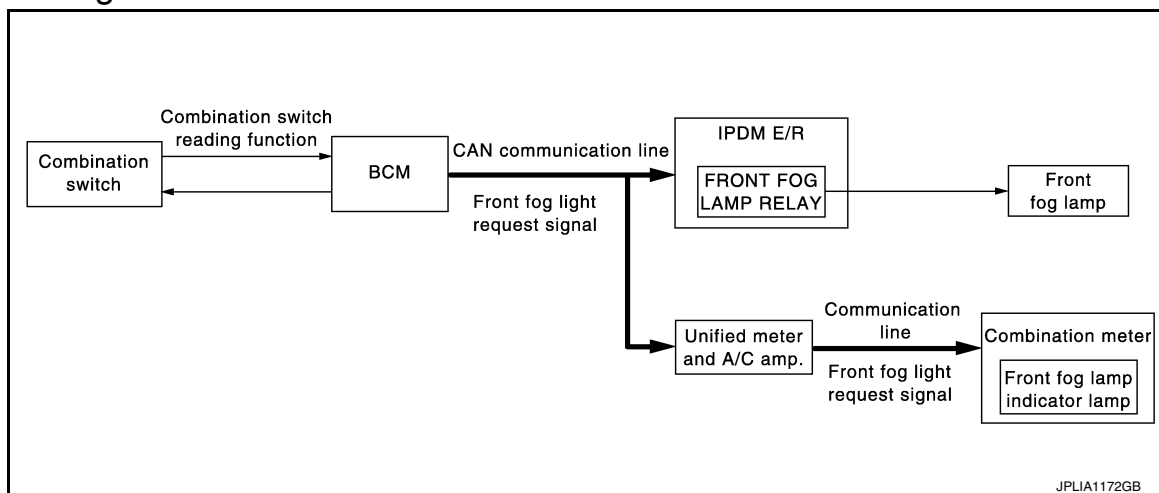 Combination switch
reading function
Combination
switch
BCM
CAN communication line
Front fog light
request signal
IPDM E/R
FRONT FOG
LAMP RELAY
Front
fog lamp
Unified meter
and A/C amp.
Communication
line
Front fog light
request signal
Combination meter
Front fog lamp
indicator lamp
JPLIA1172GB